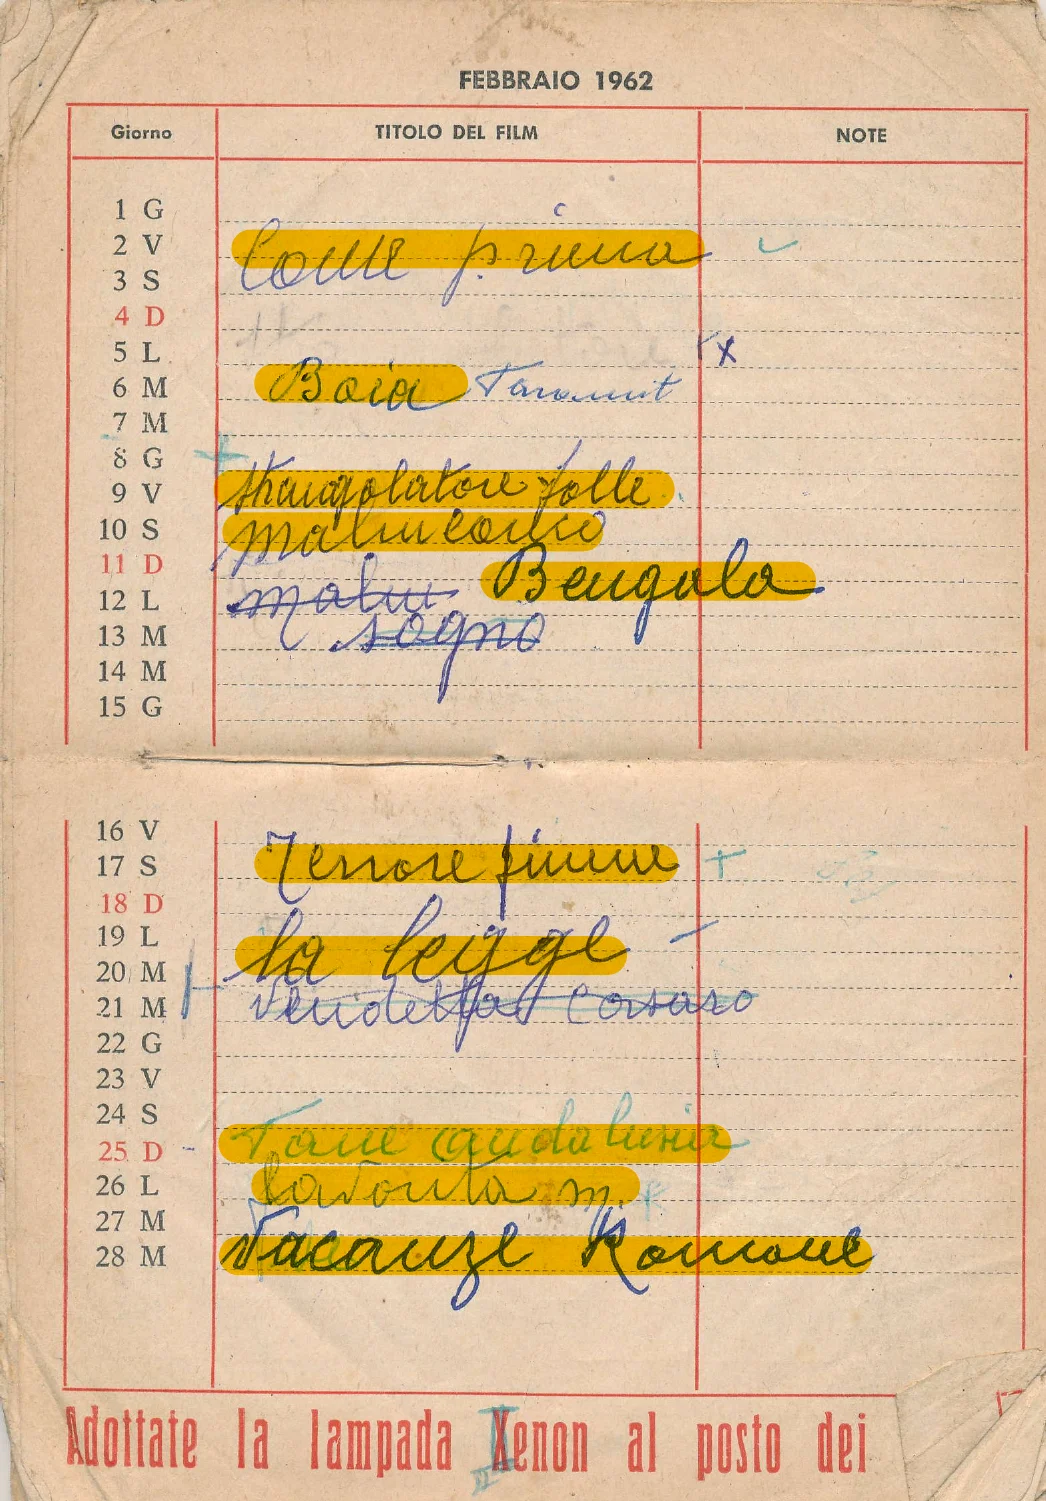 FEBBRAIO 1962
Giorno TITOLO DEL FILM NOTE
1 G
2 V Come prima
3 S
4 D
5 L x
6 M Boia
7 M
8 G +
9 V strangolatore folle
10 S malinconico
11 D Bengala
12 L malin
13 M sogno
14 M
15 G
16 V
17 S Terrore +
18 D
19 L
20 M la legge
21 M Vendetta Corsaro
22 G
23 V
24 S
25 D
26 L
27 M
28 M Vacanze Romane
Adottate la lampada Xenon al posto dei